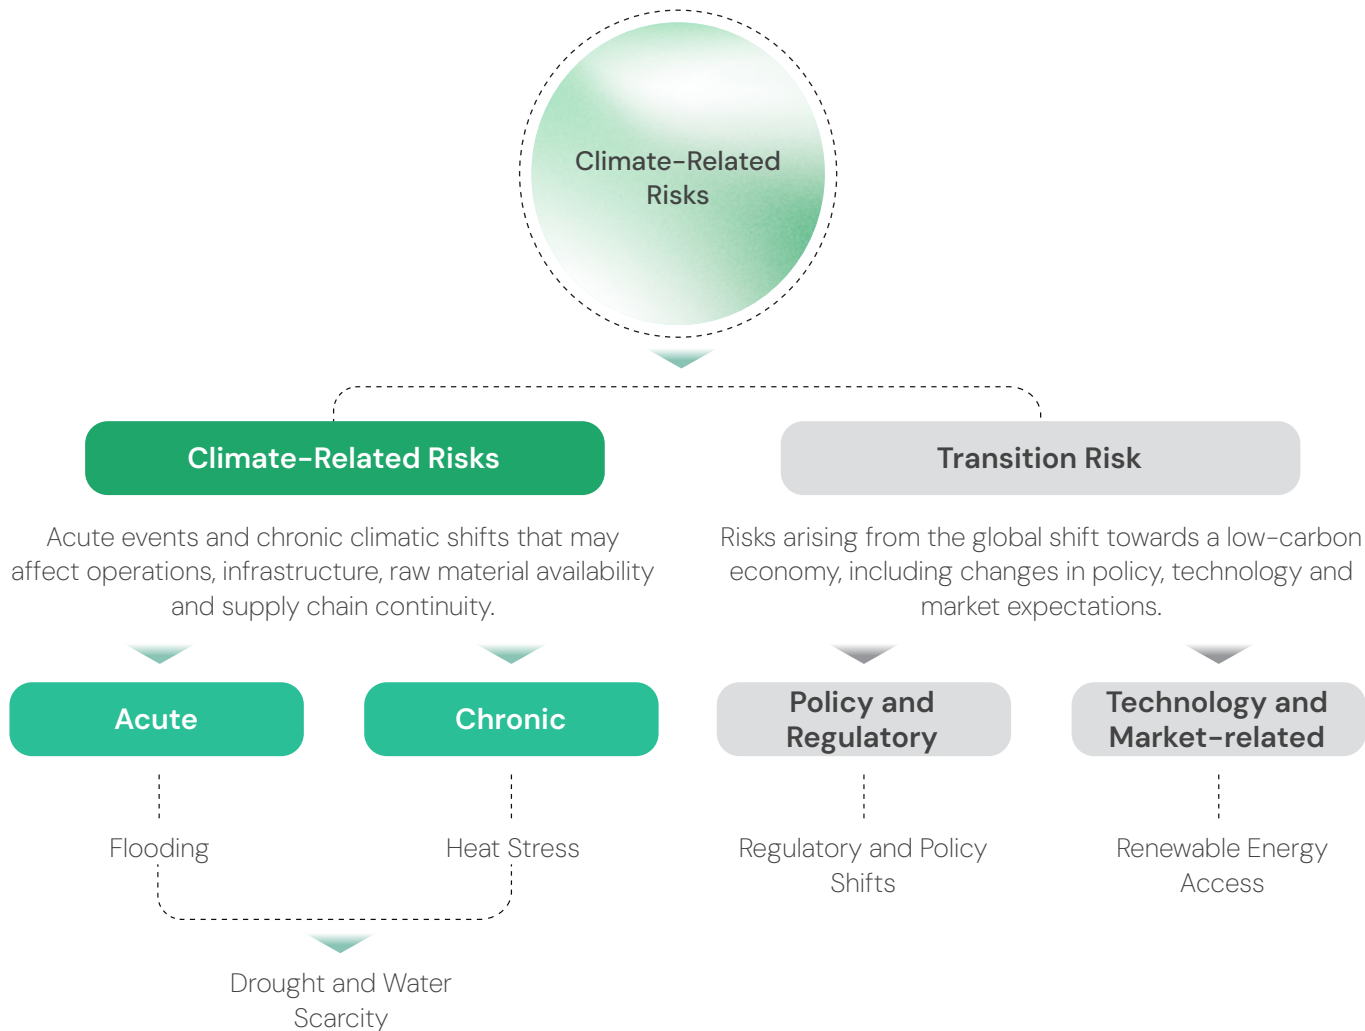 Climate-Related
Risks
Climate-Related Risks
Acute events and chronic climatic shifts that may
affect operations, infrastructure, raw material availability
and supply chain continuity.
Transition Risk
Risks arising from the global shift towards a low-carbon
economy, including changes in policy, technology and
market expectations.
Acute
Chronic
Policy and
Regulatory
Technology and
Market-related
Flooding
Heat Stress
Regulatory and Policy
Shifts
Renewable Energy
Access
Drought and Water
Scarcity